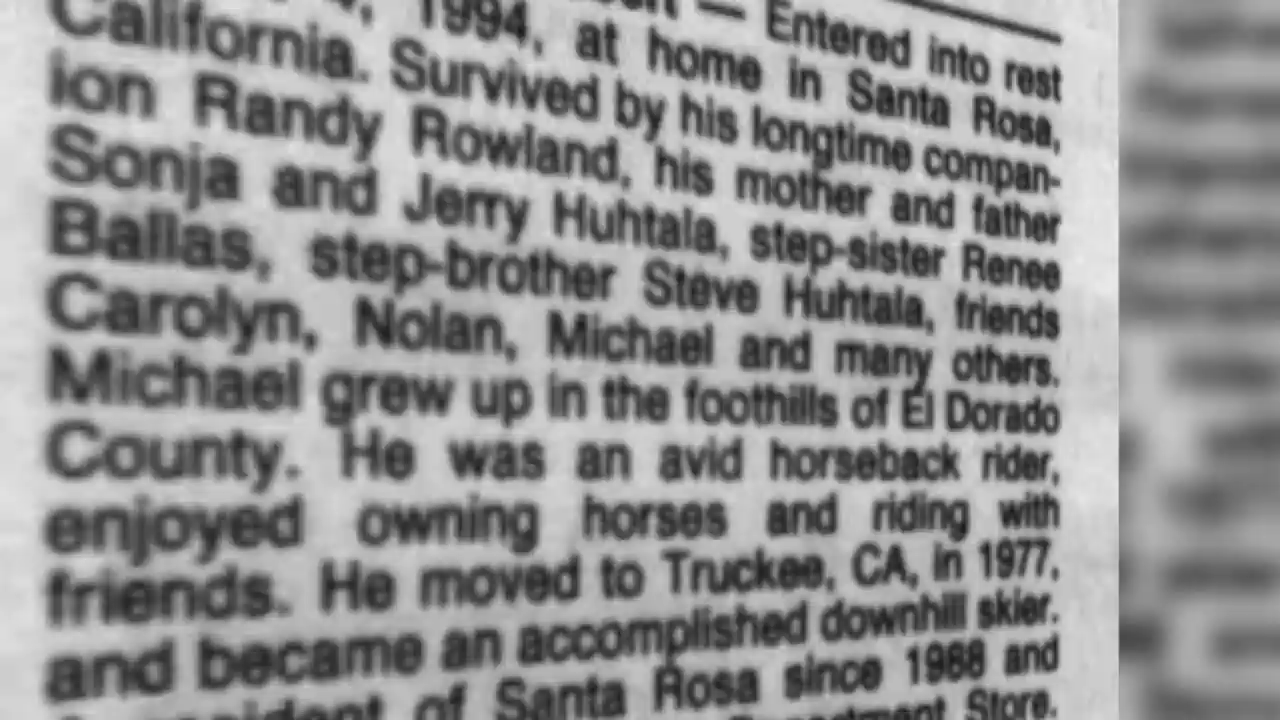 — Entered into rest
1994, at home in Santa Rosa,
California. Survived by his longtime compan-
ion Randy Rowland, his mother and father
Sonja and Jerry Huhtala, step-sister Renee
Ballas, step-brother Steve Huhtala, friends
Carolyn, Nolan, Michael and many others.
Michael grew up in the foothills of El Dorado
County. He was an avid horseback rider,
enjoyed owning horses and riding with
friends. He moved to Truckee, CA, in 1977,
and became an accomplished downhill skier.
resident of Santa Rosa since 1988 and
Department Store.